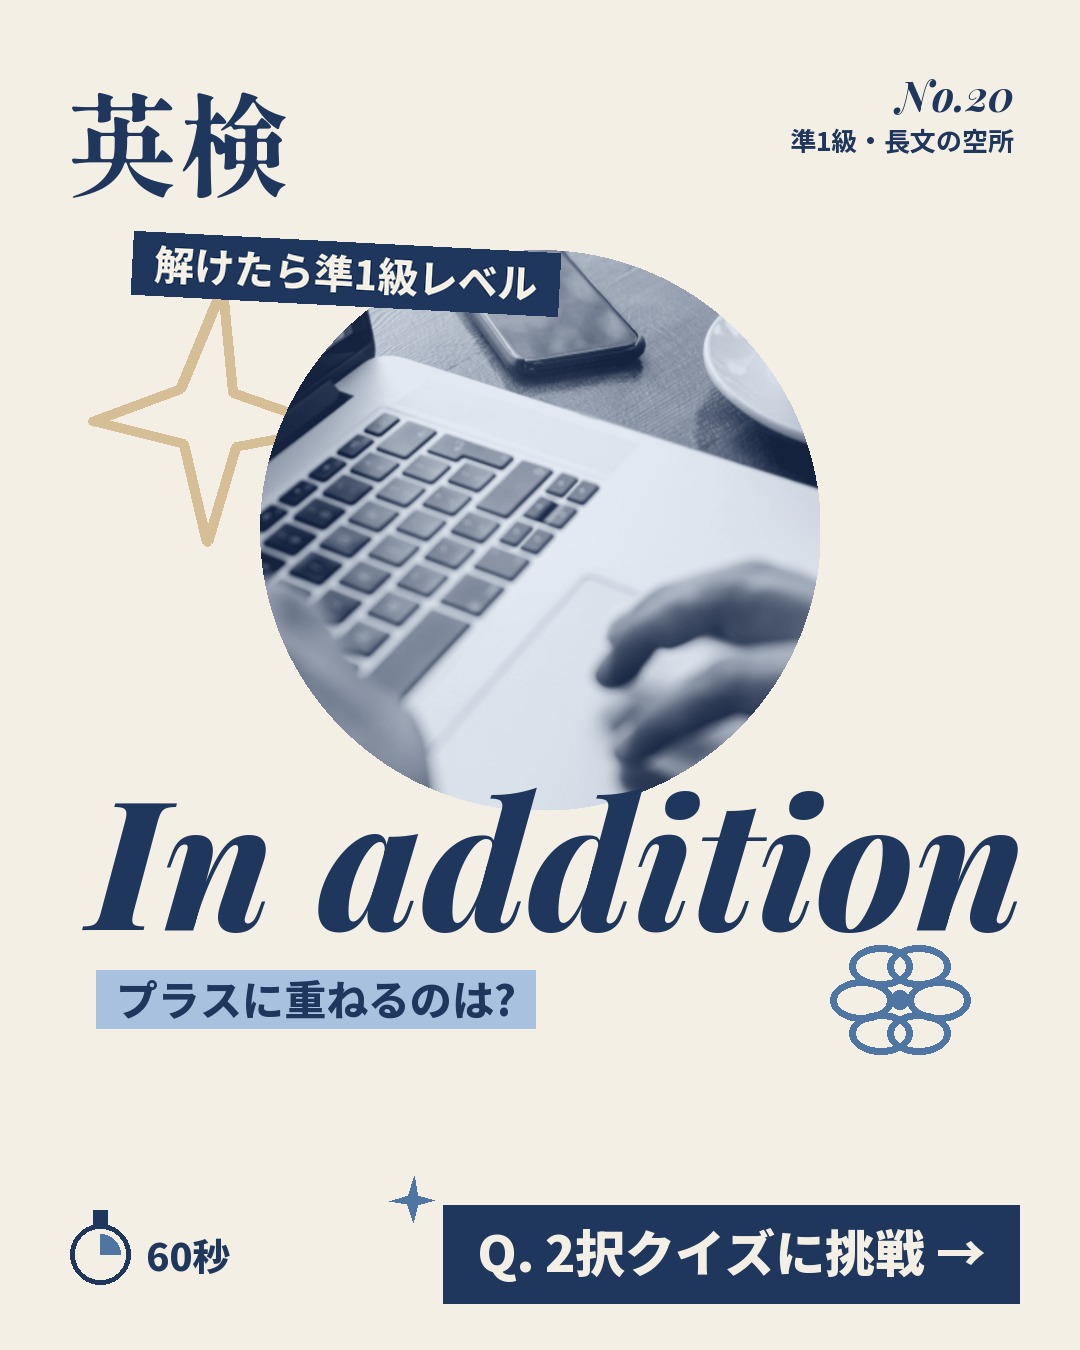 英検
No.20
準1級・長文の空所
解けたら準1級レベル
In addition
プラスに重ねるのは?
60秒
Q. 2択クイズに挑戦 →